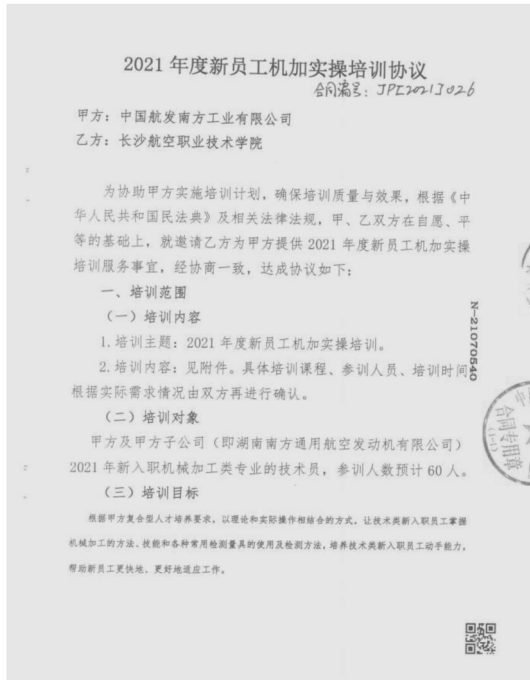 2021 年度新员工机加实操培训协议
合同编号：JPI2021J026
甲方：中国航发南方工业有限公司
乙方：长沙航空职业技术学院
为协助甲方实施培训计划，确保培训质量与效果，根据《中
华人民共和国民法典》及相关法律法规，甲、乙双方在自愿、平
等的基础上，就邀请乙方为甲方提供 2021 年度新员工机加实操
培训服务事宜，经协商一致，达成协议如下：
一、培训范围
（一）培训内容
1.培训主题：2021 年度新员工机加实操培训。
2.培训内容：见附件。具体培训课程、参训人员、培训时间
根据实际需求情况由双方再进行确认。
（二）培训对象
甲方及甲方子公司（即湖南南方通用航空发动机有限公司）
2021 年新入职机械加工类专业的技术员，参训人数预计 60 人。
（三）培训目标
根据甲方复合型人才培养要求，以理论和实际操作相结合的方式，让技术类新入职员工掌握
机械加工的方法、技能和各种常用检测量具的使用及检测方法，培养技术类新入职员工动手能力，
帮助新员工更快地、更好地适应工作。
N-21070540
合同专用章